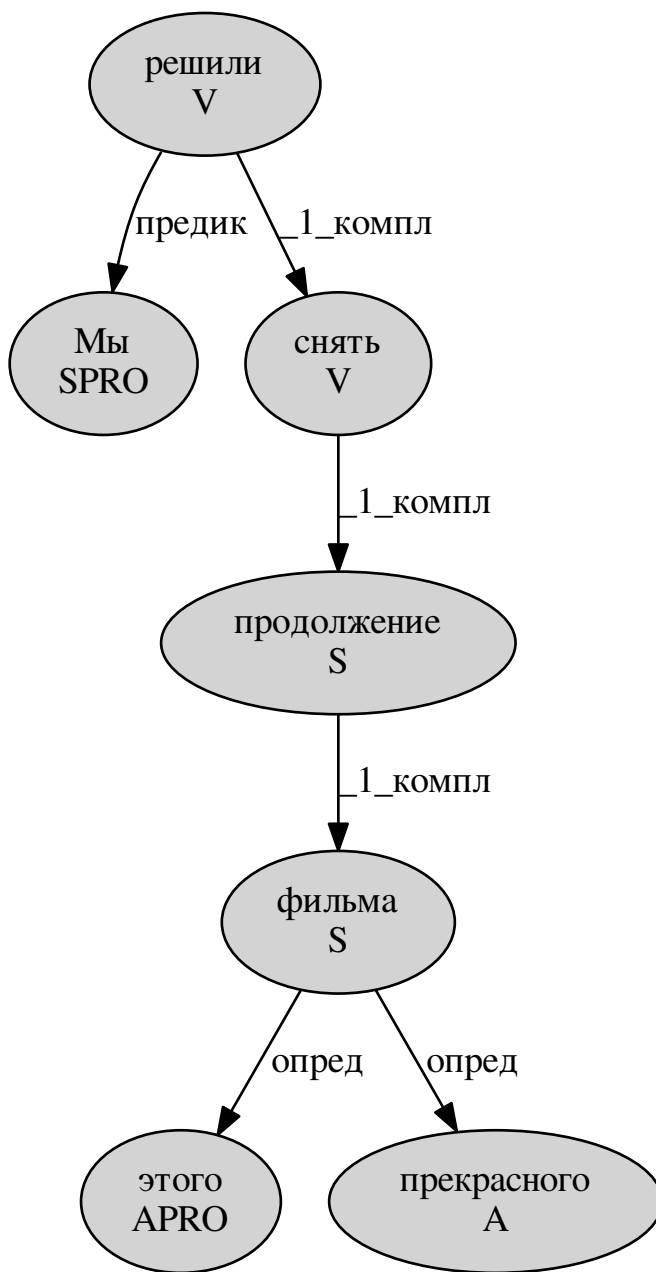 решили
V
предик
_1_компл
Мы
SPRO
снять
V
_1_компл
продолжение
S
_1_компл
фильма
S
опред
опред
этого
APRO
прекрасного
A